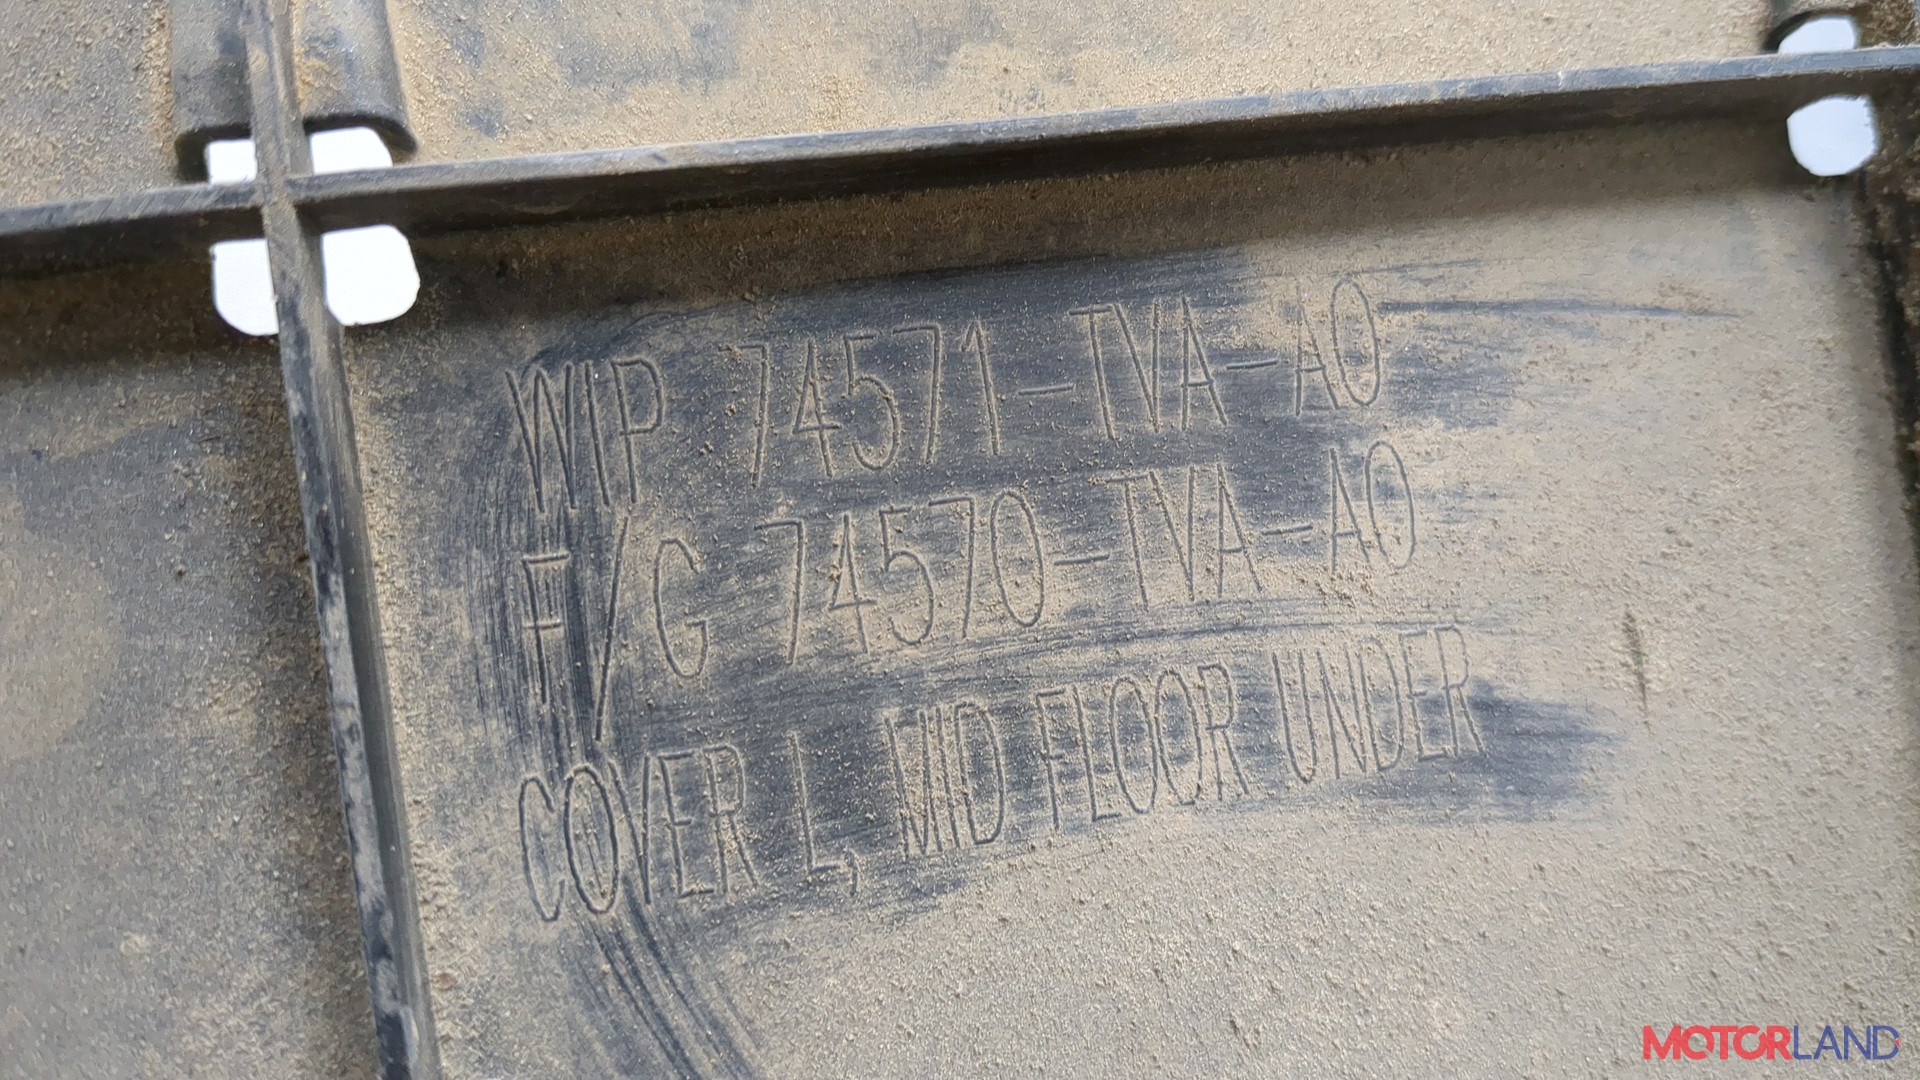 WIP 74571-TVA-A0
F/G 74570-TVA-A0
COVER L, MID FLOOR UNDER
MOTORLAND